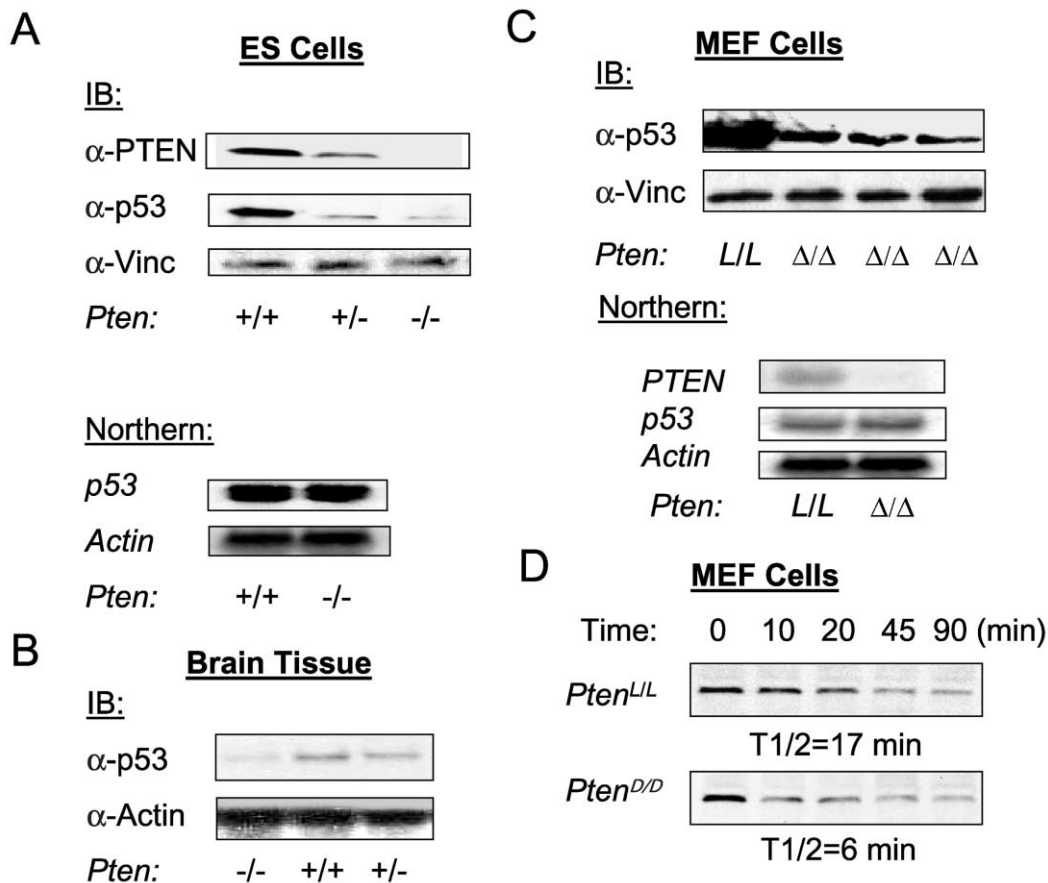 A
ES Cells
IB:
α-PTEN
α-p53
α-Vinc
Pten: +/+ +/- -/-
Northern:
p53
Actin
Pten: +/+ -/-
B
Brain Tissue
IB:
α-p53
α-Actin
Pten: -/- +/+ +/-
C
MEF Cells
IB:
α-p53
α-Vinc
Pten: L/L Δ/Δ Δ/Δ Δ/Δ
Northern:
PTEN
p53
Actin
Pten: L/L Δ/Δ
D
MEF Cells
Time: 0 10 20 45 90 (min)
Pten^L/L
T1/2=17 min
Pten^D/D
T1/2=6 min